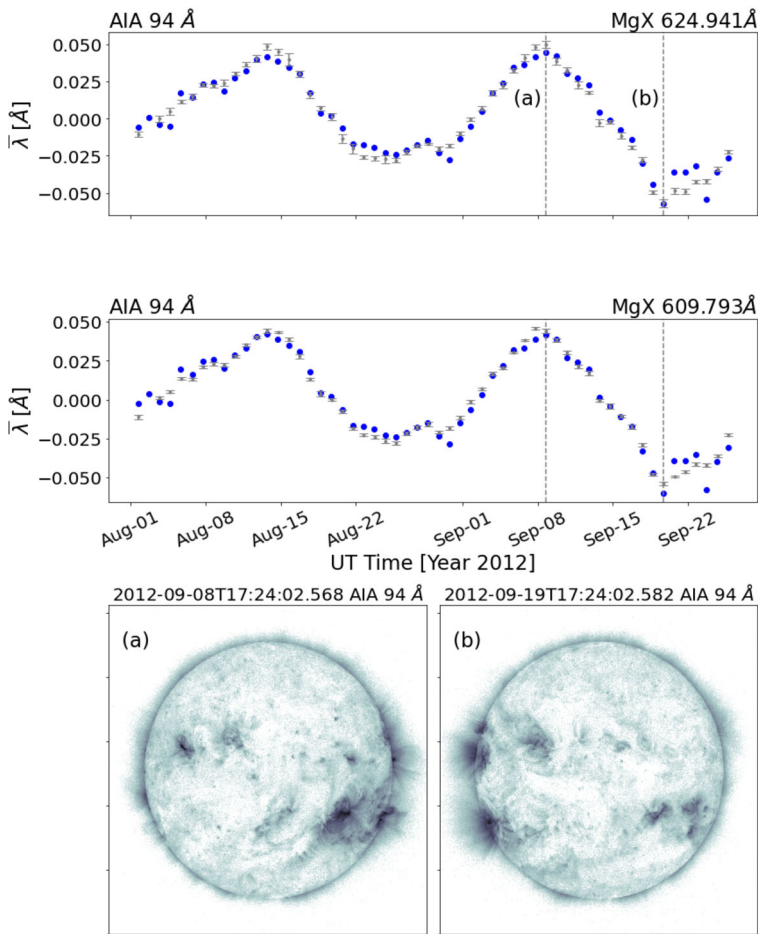 AIA 94 Å MgX 624.941Å
0.050
0.025
0.000
−0.025
−0.050
λ̅ [Å]
(a) (b)
AIA 94 Å MgX 609.793Å
0.050
0.025
0.000
−0.025
−0.050
λ̅ [Å]
Aug-01 Aug-08 Aug-15 Aug-22 Sep-01 Sep-08 Sep-15 Sep-22
UT Time [Year 2012]
2012-09-08T17:24:02.568 AIA 94 Å 2012-09-19T17:24:02.582 AIA 94 Å
(a) (b)